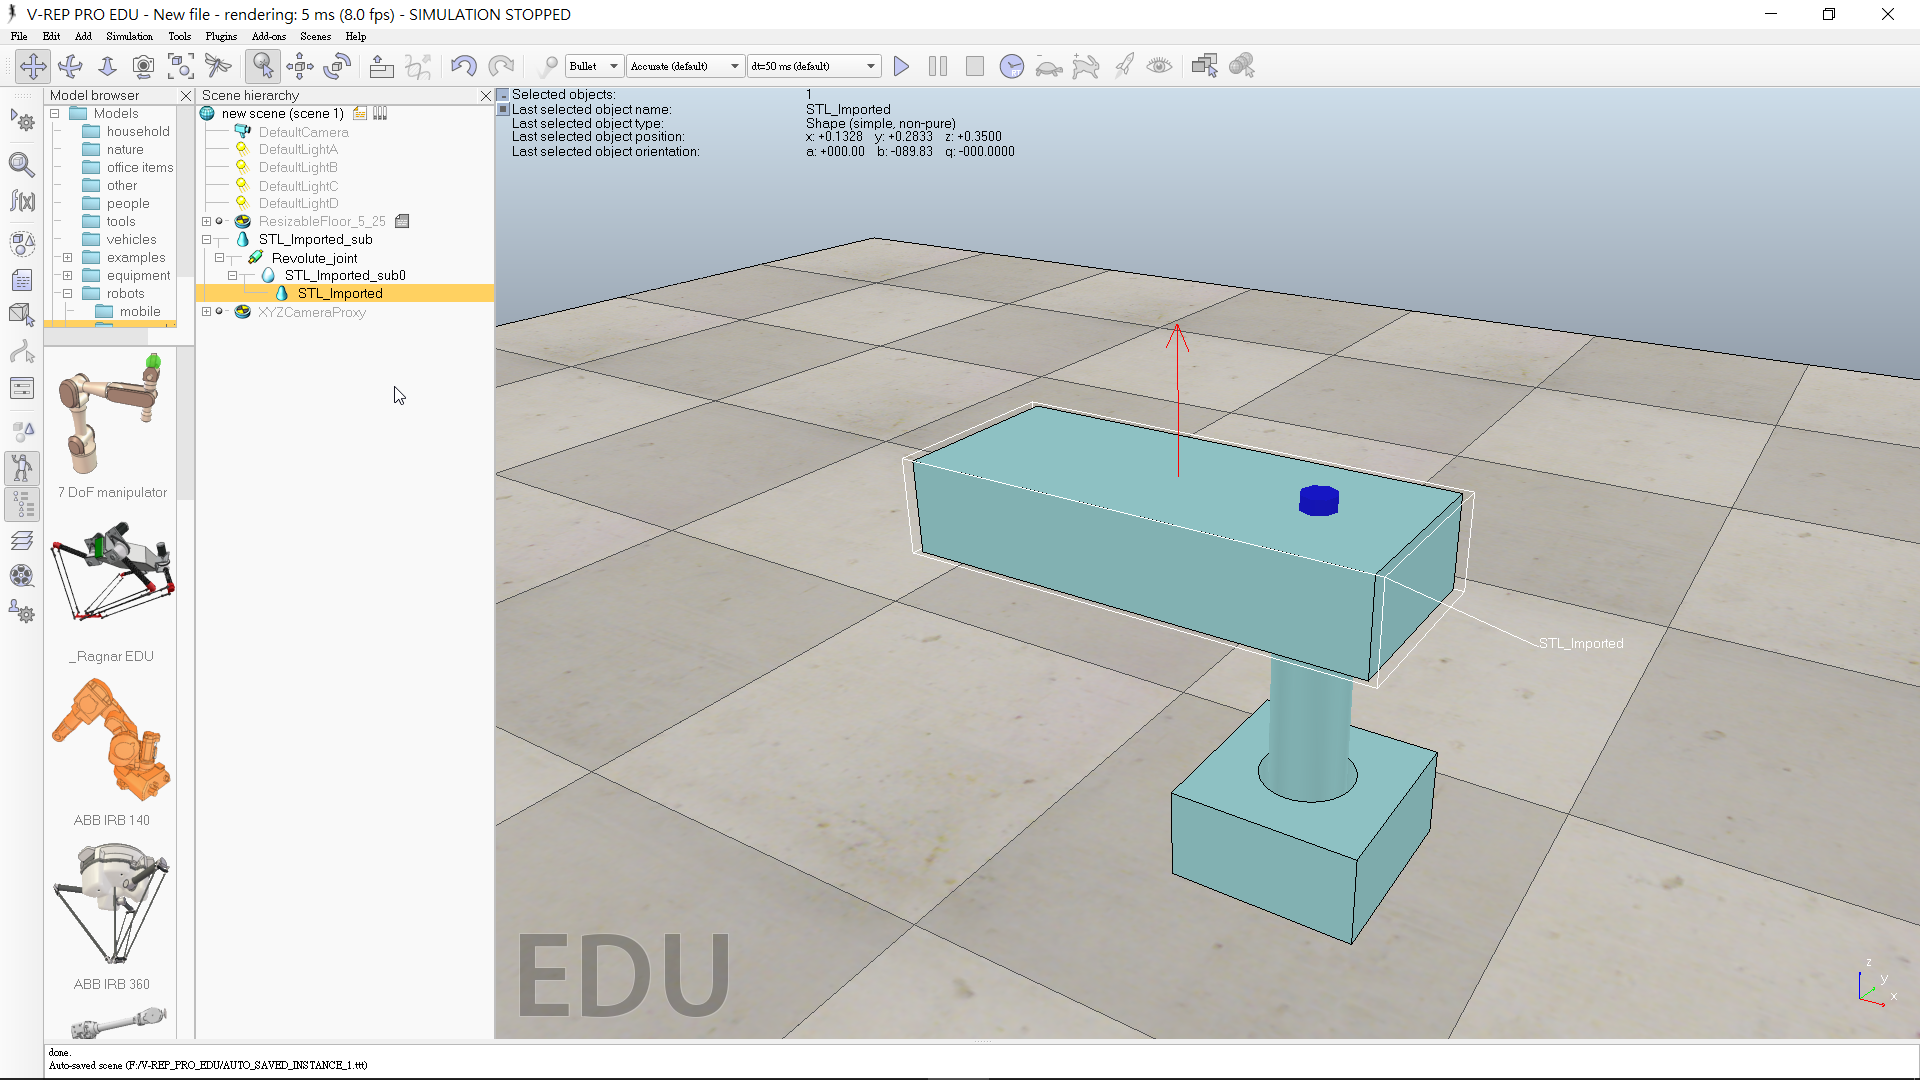 V-REP PRO EDU - New file - rendering: 5 ms (8.0 fps) - SIMULATION STOPPED
File Edit Add Simulation Tools Plugins Add-ons Scenes Help
Bullet Accurate (default) dt=50 ms (default)
Model browser
Models
household
nature
office items
other
people
tools
vehicles
examples
equipment
robots
mobile
7 DoF manipulator
_Ragnar EDU
ABB IRB 140
ABB IRB 360
Scene hierarchy
new scene (scene 1)
DefaultCamera
DefaultLightA
DefaultLightB
DefaultLightC
DefaultLightD
ResizableFloor_5_25
STL_Imported_sub
Revolute_joint
STL_Imported_sub0
STL_Imported
XYZCameraProxy
Selected objects: 1
Last selected object name: STL_Imported
Last selected object type: Shape (simple, non-pure)
Last selected object position: x: +0.1328 y: +0.2833 z: +0.3500
Last selected object orientation: a: +000.00 b: -089.83 q: -000.0000
STL_Imported
EDU
z
y
x
done.
Auto-saved scene (F:/V-REP_PRO_EDU/AUTO_SAVED_INSTANCE_1.ttt)